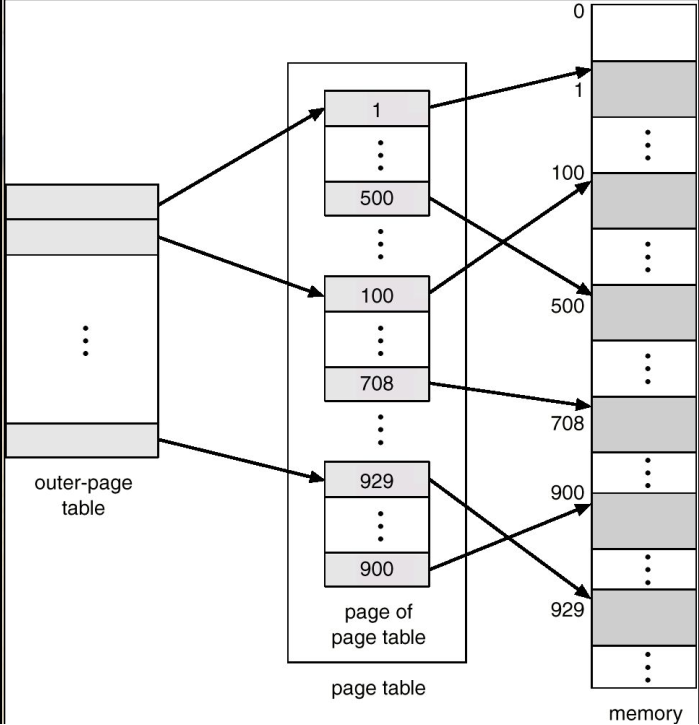 outer-page
table
1
500
100
708
929
900
page of
page table
page table
0
1
100
500
708
900
929
memory